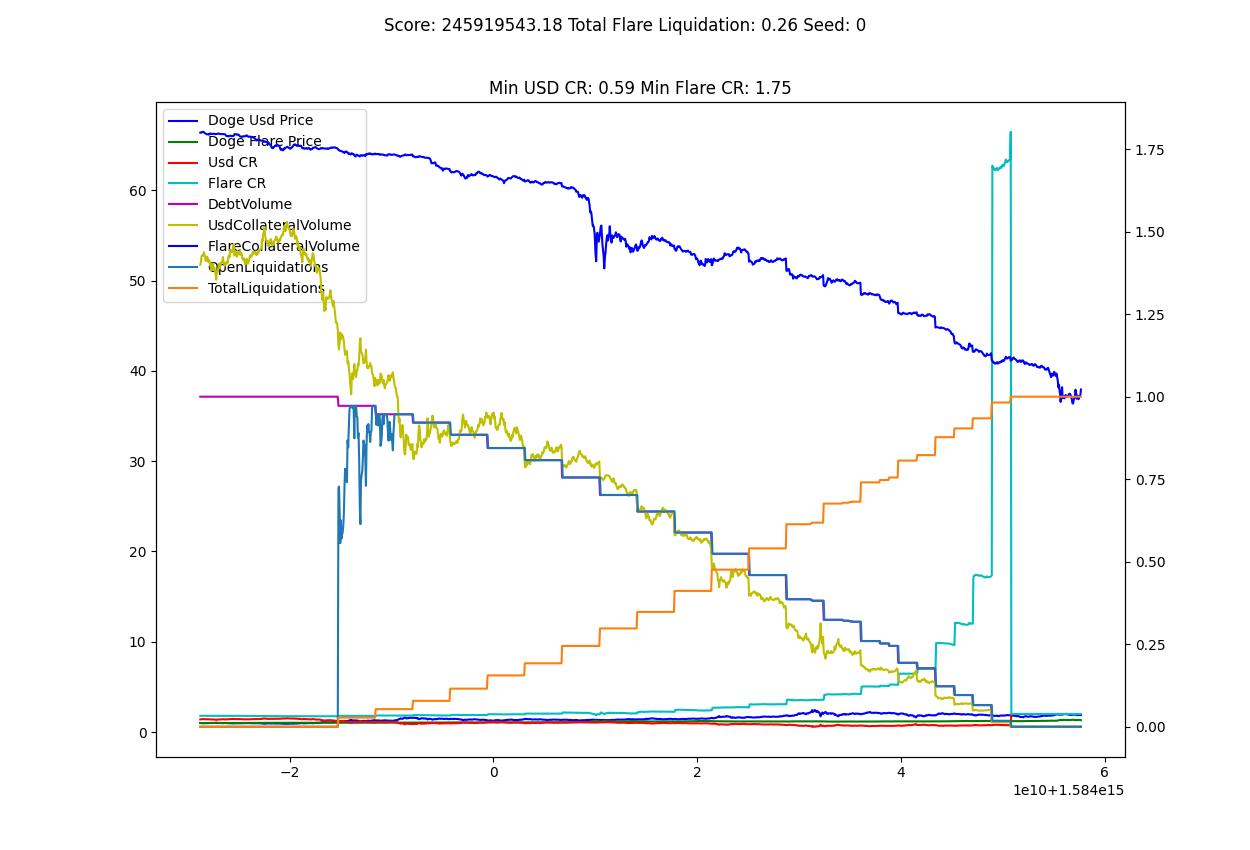 Score: 245919543.18 Total Flare Liquidation: 0.26 Seed: 0
Min USD CR: 0.59 Min Flare CR: 1.75
Doge Usd Price
Doge Flare Price
Usd CR
Flare CR
DebtVolume
UsdCollateralVolume
FlareCollateralVolume
OpenLiquidations
TotalLiquidations
60
50
40
30
20
10
0
1.75
1.50
1.25
1.00
0.75
0.50
0.25
0.00
−2 0 2 4 6
1e10+1.584e15